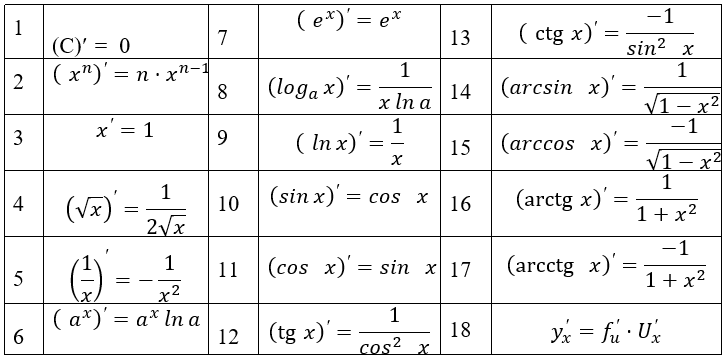 1 (C)′ = 0 7 (e^x)′ = e^x 13 (ctg x)′ = −1/sin² x
2 (x^n)′ = n · x^(n−1) 8 (log_a x)′ = 1/(x ln a) 14 (arcsin x)′ = 1/√(1 − x²)
3 x′ = 1 9 (ln x)′ = 1/x 15 (arccos x)′ = −1/√(1 − x²)
4 (√x)′ = 1/(2√x) 10 (sin x)′ = cos x 16 (arctg x)′ = 1/(1 + x²)
5 (1/x)′ = − 1/x² 11 (cos x)′ = sin x 17 (arcctg x)′ = −1/(1 + x²)
6 (a^x)′ = a^x ln a 12 (tg x)′ = 1/cos² x 18 y′_x = f′_u · U′_x